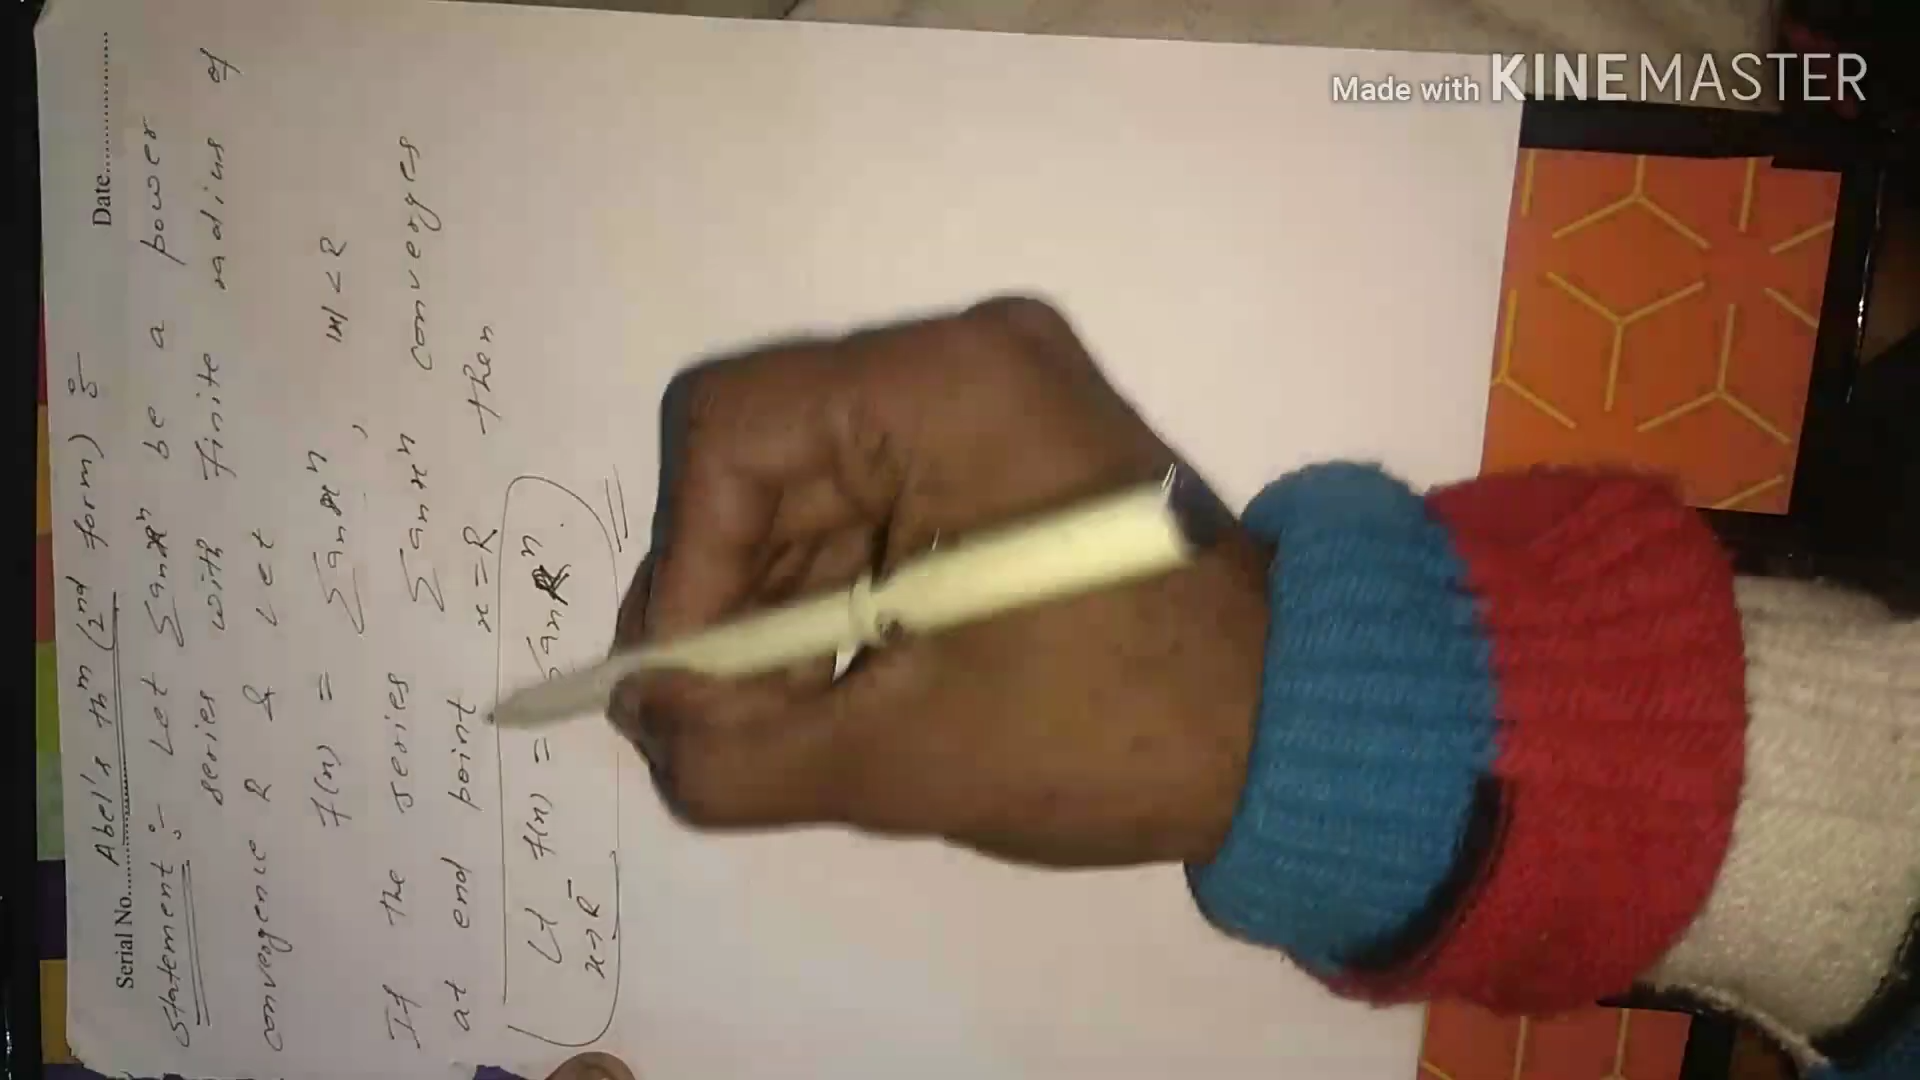 Made with KINEMASTER
Serial No............... Date...............
Abel's thᵐ (2ⁿᵈ form) :
Statement :- Let Σaₙxⁿ be a power
series with finite radius of
convergence R & Let
f(x) = Σaₙxⁿ, |x| < R
If the series Σaₙxⁿ converges
at end point x = R then
Lt f(x) = ΣaₙRⁿ.
x→R⁻